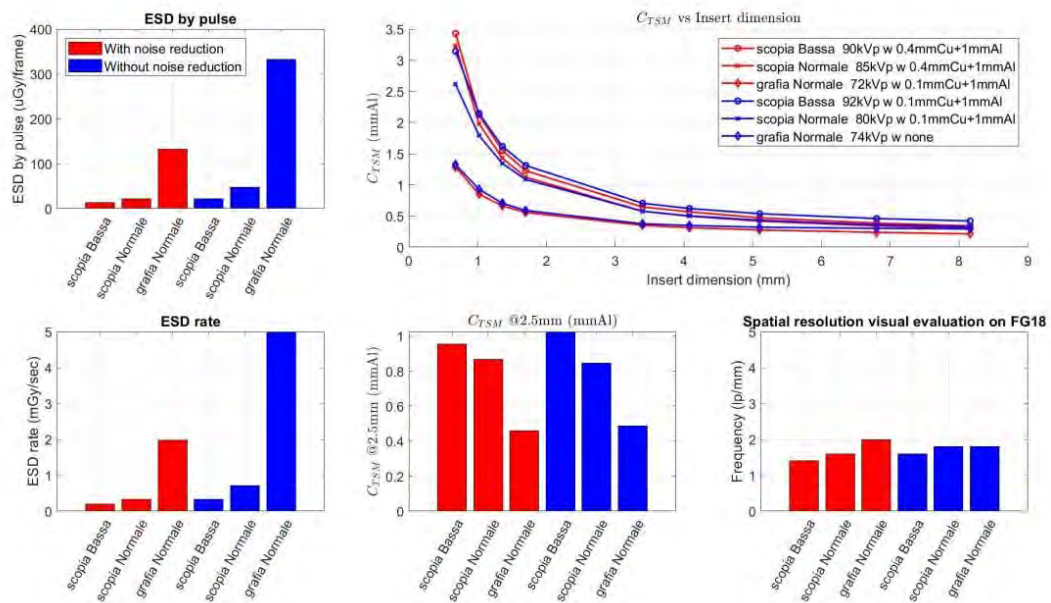 ESD by pulse
ESD by pulse (uGy/frame)
400
300
200
100
0
With noise reduction
Without noise reduction
scopia Bassa
scopia Normale
grafia Normale
scopia Bassa
scopia Normale
grafia Normale
C_TSM vs Insert dimension
C_TSM (mmAl)
3.5
3
2.5
2
1.5
1
0.5
0
scopia Bassa 90kVp w 0.4mmCu+1mmAl
scopia Normale 85kVp w 0.4mmCu+1mmAl
grafia Normale 72kVp w 0.1mmCu+1mmAl
scopia Bassa 92kVp w 0.1mmCu+1mmAl
scopia Normale 80kVp w 0.1mmCu+1mmAl
grafia Normale 74kVp w none
0 1 2 3 4 5 6 7 8 9
Insert dimension (mm)
ESD rate
ESD rate (mGy/sec)
5
4
3
2
1
0
scopia Bassa
scopia Normale
grafia Normale
scopia Bassa
scopia Normale
grafia Normale
C_TSM @2.5mm (mmAl)
C_TSM @2.5mm (mmAl)
1
0.8
0.6
0.4
0.2
0
scopia Bassa
scopia Normale
grafia Normale
scopia Bassa
scopia Normale
grafia Normale
Spatial resolution visual evaluation on FG18
Frequency (lp/mm)
5
4
3
2
1
0
scopia Bassa
scopia Normale
grafia Normale
scopia Bassa
scopia Normale
grafia Normale